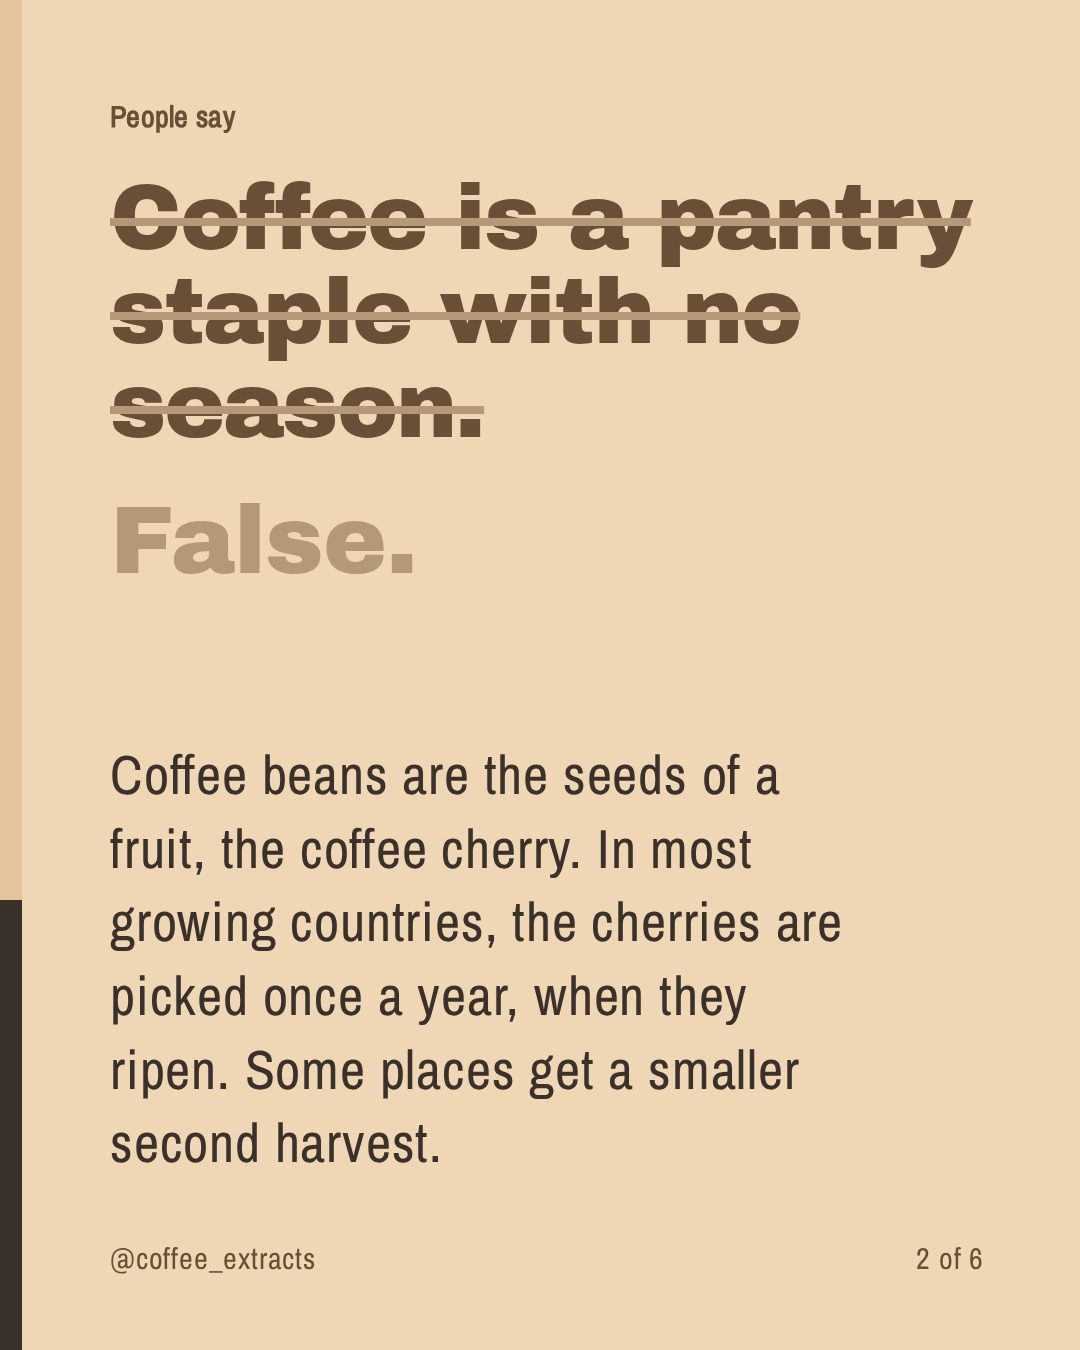 People say
Coffee is a pantry
staple with no
season.
False.
Coffee beans are the seeds of a
fruit, the coffee cherry. In most
growing countries, the cherries are
picked once a year, when they
ripen. Some places get a smaller
second harvest.
@coffee_extracts
2 of 6